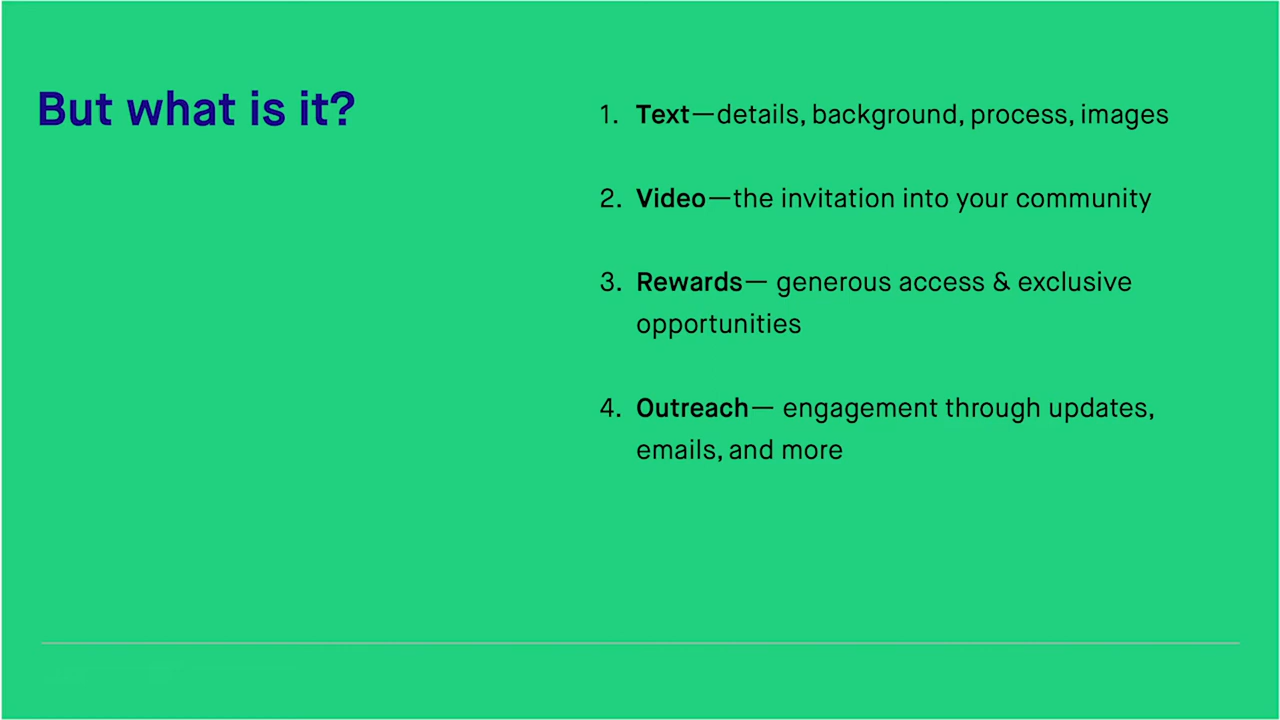 But what is it?
1. Text—details, background, process, images
2. Video—the invitation into your community
3. Rewards— generous access & exclusive
opportunities
4. Outreach— engagement through updates,
emails, and more